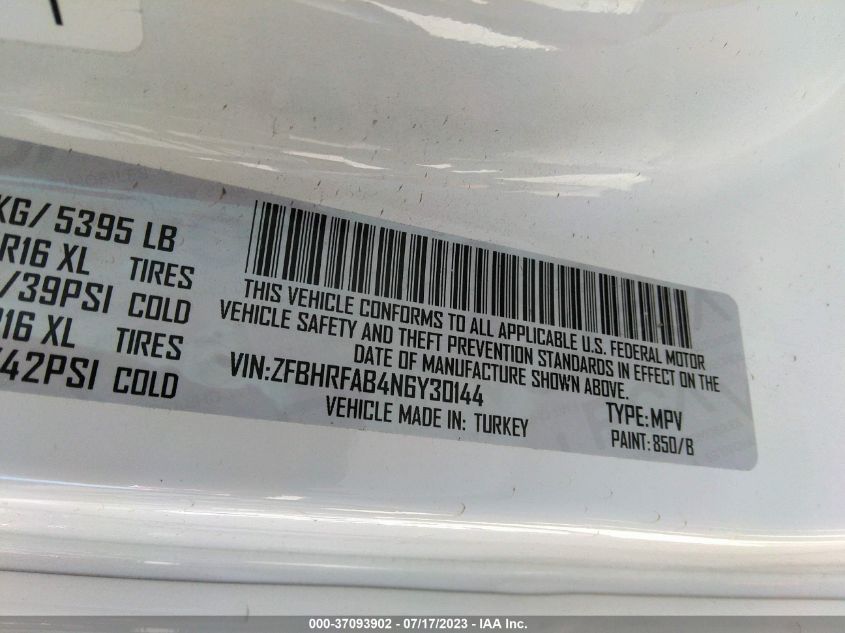 KG/ 5395 LB
R16 XL TIRES
/39PSI COLD
R16 XL TIRES
/42PSI COLD
THIS VEHICLE CONFORMS TO ALL APPLICABLE U.S. FEDERAL MOTOR
VEHICLE SAFETY AND THEFT PREVENTION STANDARDS IN EFFECT ON THE
DATE OF MANUFACTURE SHOWN ABOVE.
VIN:ZFBHRFAB4N6Y30144
TYPE:MPV
VEHICLE MADE IN: TURKEY
PAINT: 850/B
000-37093902 - 07/17/2023 - IAA Inc.